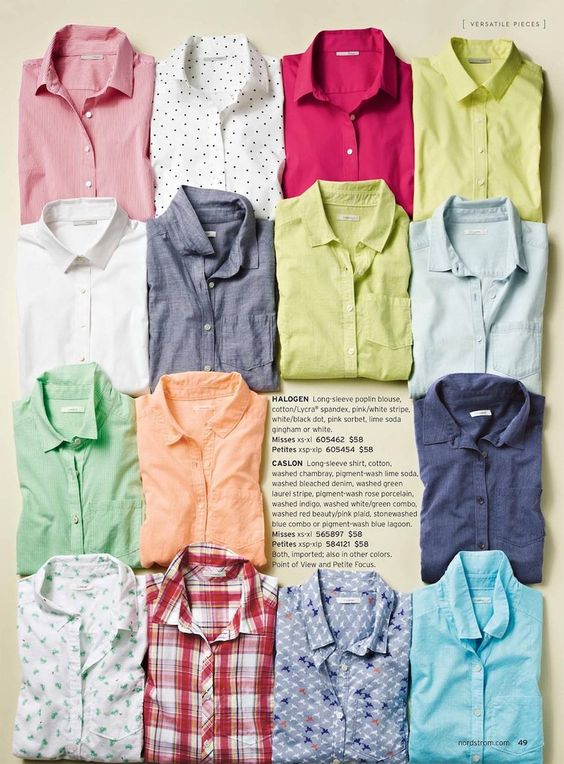 [ VERSATILE PIECES ]
HALOGEN Long-sleeve poplin blouse,
cotton/Lycra® spandex, pink/white stripe,
white/black dot, pink sorbet, lime soda
gingham or white.
Misses xs-xl 605462 $58
Petites xsp-xlp 605454 $58
CASLON Long-sleeve shirt, cotton,
washed chambray, pigment-wash lime soda,
washed bleached denim, washed green
laurel stripe, pigment-wash rose porcelain,
washed indigo, washed white/green combo,
washed red beauty/pink plaid, stonewashed
blue combo or pigment-wash blue lagoon.
Misses xs-xl 565897 $58
Petites xsp-xlp 584121 $58
Both, imported; also in other colors.
Point of View and Petite Focus.
nordstrom.com 49